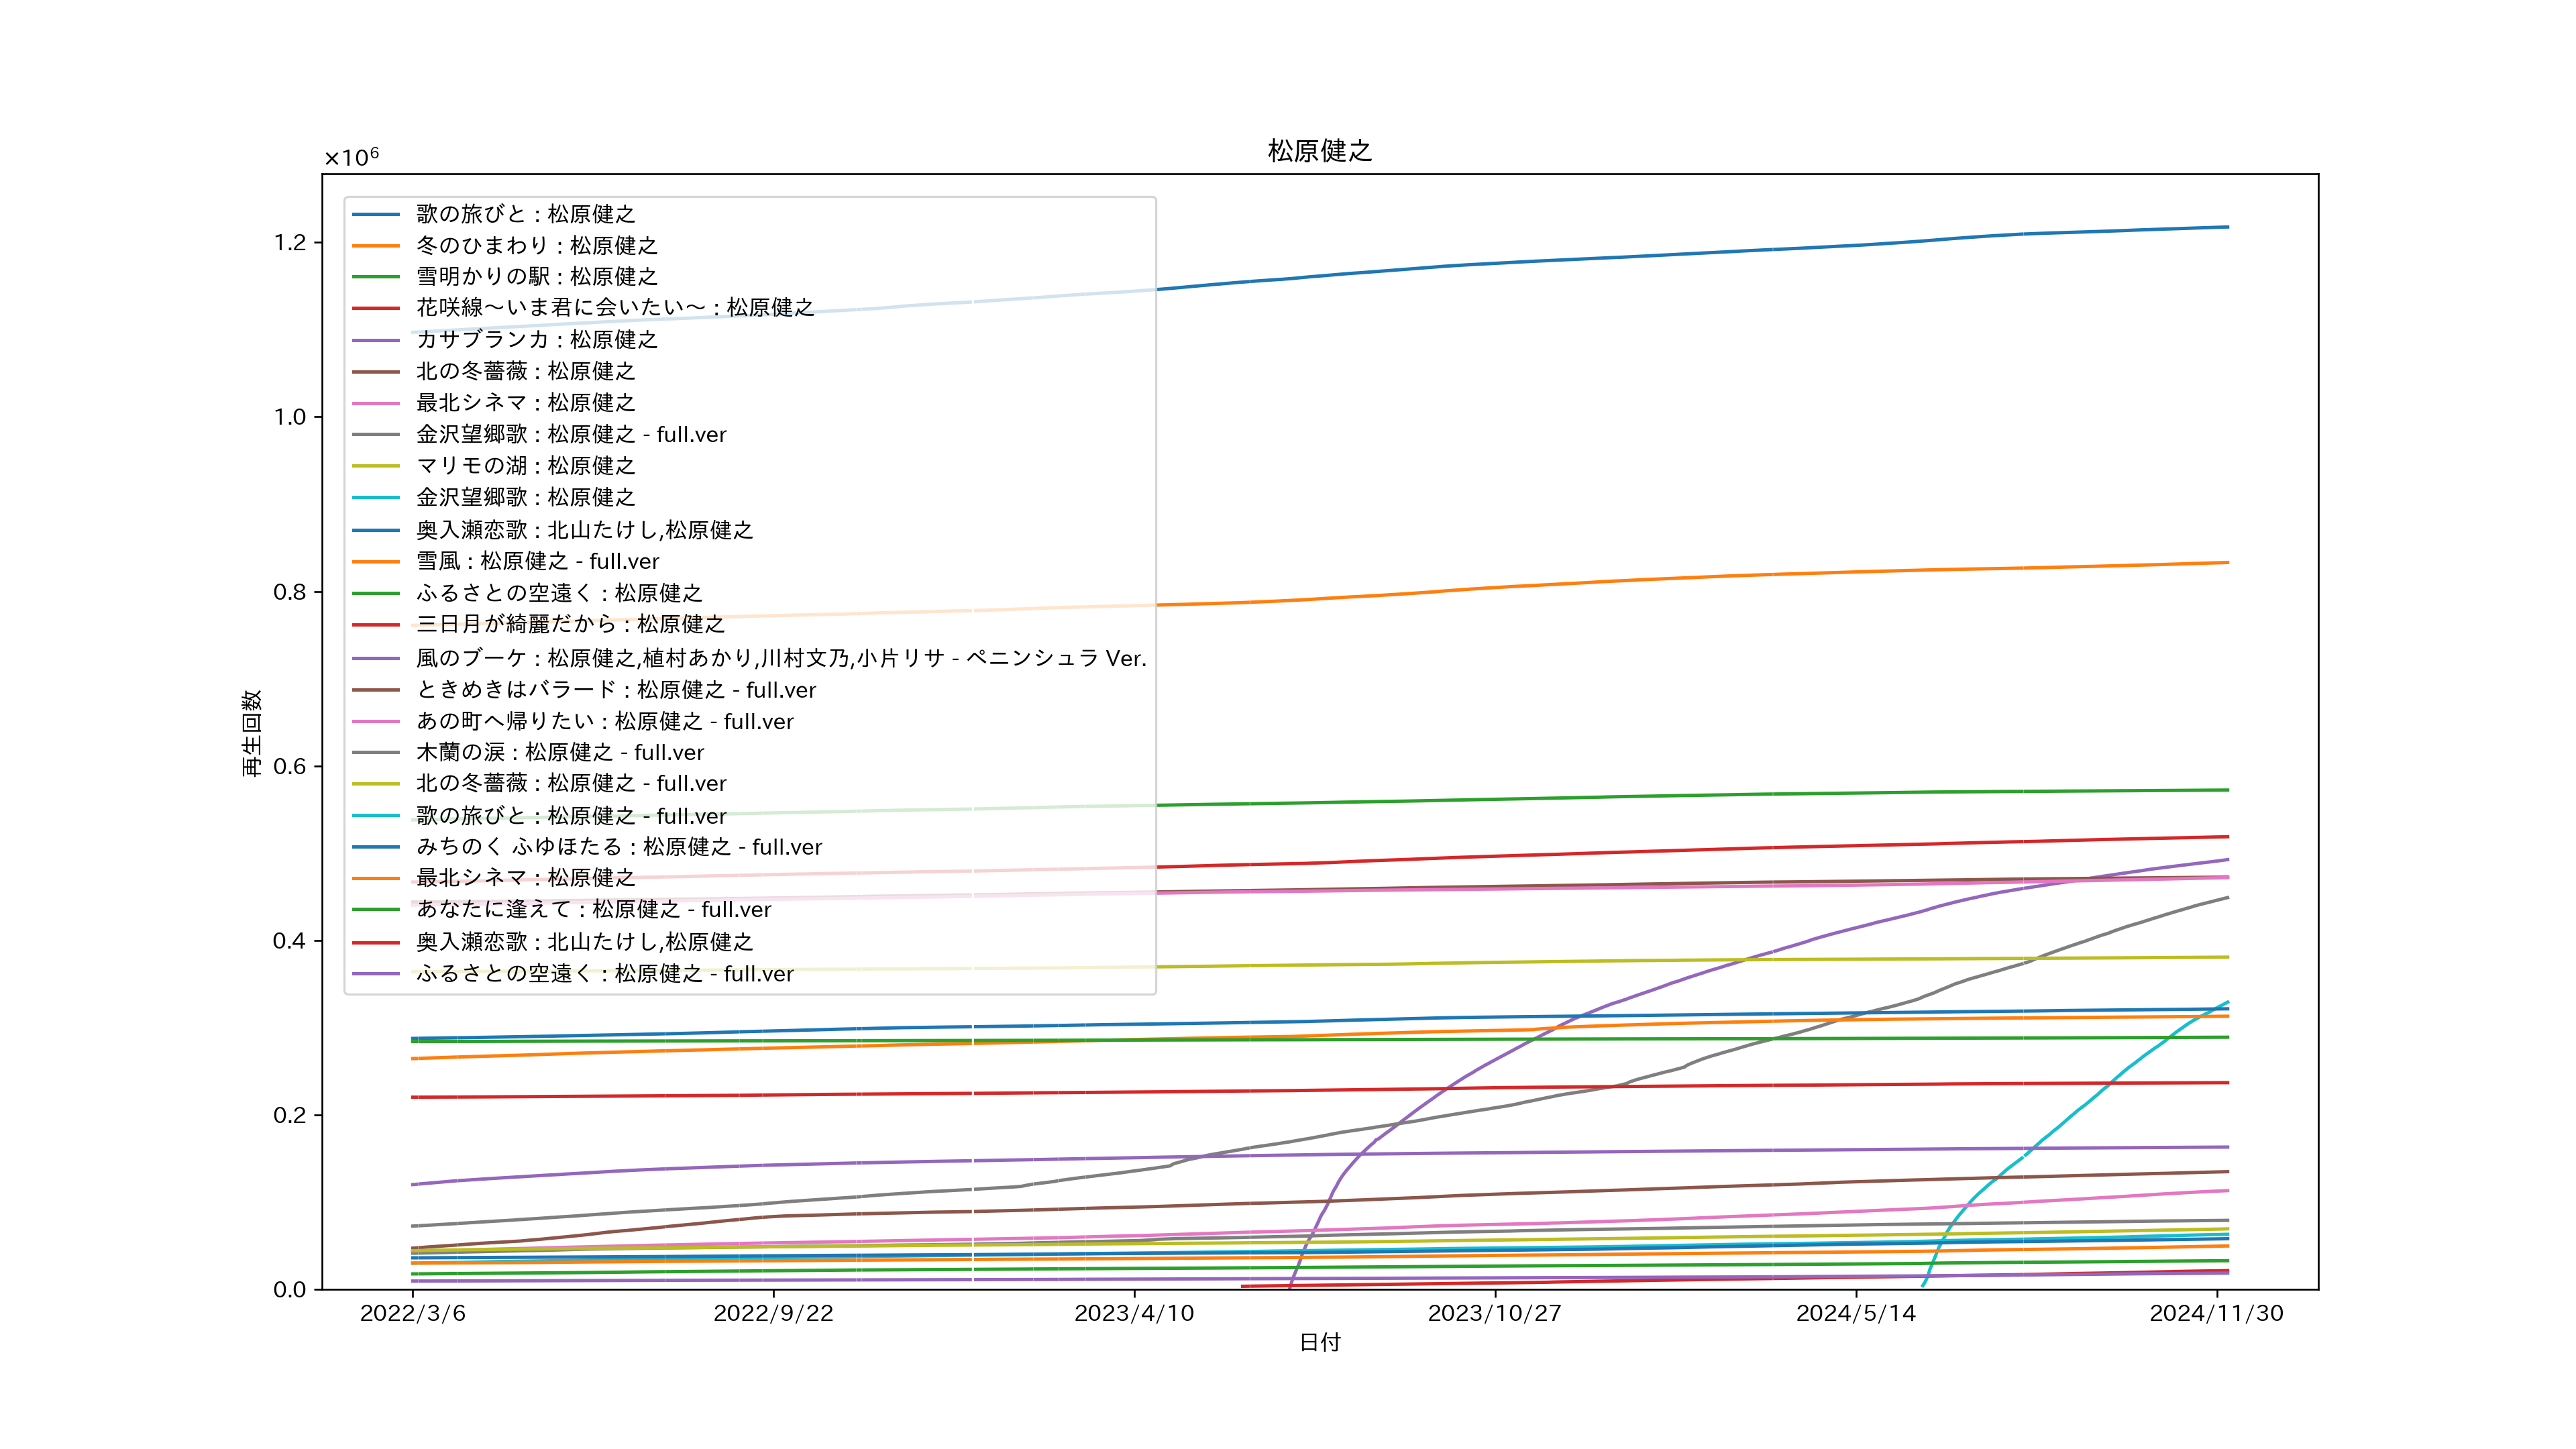 松原健之
×10⁶
1.2
1.0
0.8
0.6
0.4
0.2
0.0
再生回数
歌の旅びと : 松原健之
冬のひまわり : 松原健之
雪明かりの駅 : 松原健之
花咲線～いま君に会いたい～ : 松原健之
カサブランカ : 松原健之
北の冬薔薇 : 松原健之
最北シネマ : 松原健之
金沢望郷歌 : 松原健之 - full.ver
マリモの湖 : 松原健之
金沢望郷歌 : 松原健之
奥入瀬恋歌 : 北山たけし,松原健之
雪風 : 松原健之 - full.ver
ふるさとの空遠く : 松原健之
三日月が綺麗だから : 松原健之
風のブーケ : 松原健之,植村あかり,川村文乃,小片リサ - ペニンシュラ Ver.
ときめきはバラード : 松原健之 - full.ver
あの町へ帰りたい : 松原健之 - full.ver
木蘭の涙 : 松原健之 - full.ver
北の冬薔薇 : 松原健之 - full.ver
歌の旅びと : 松原健之 - full.ver
みちのく ふゆほたる : 松原健之 - full.ver
最北シネマ : 松原健之
あなたに逢えて : 松原健之 - full.ver
奥入瀬恋歌 : 北山たけし,松原健之
ふるさとの空遠く : 松原健之 - full.ver
2022/3/6
2022/9/22
2023/4/10
2023/10/27
2024/5/14
2024/11/30
日付